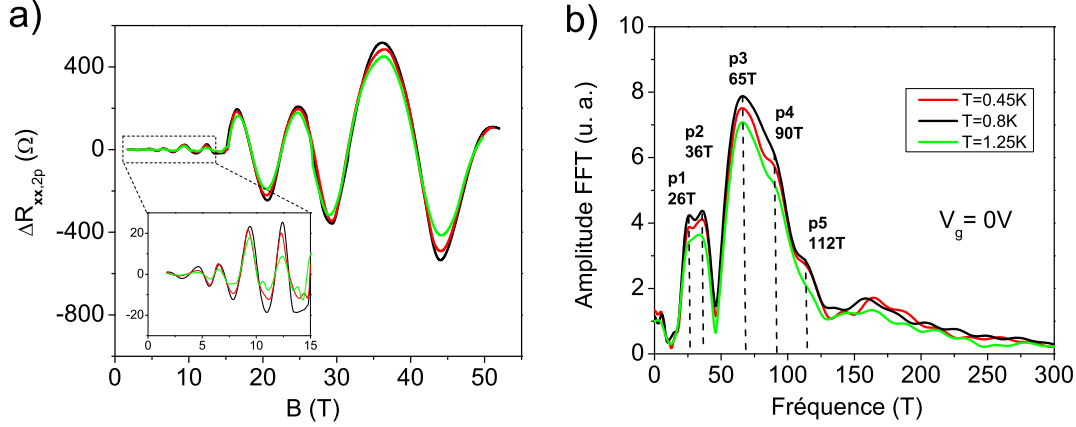 a)
400
0
-400
-800
ΔRxx,2p (Ω)
20
0
-20
0
5
10
15
0
10
20
30
40
50
B (T)
b)
10
8
6
4
2
0
Amplitude FFT (u. a.)
p1
26T
p2
36T
p3
65T
p4
90T
p5
112T
T=0.45K
T=0.8K
T=1.25K
Vg= 0V
0
50
100
150
200
250
300
Fréquence (T)